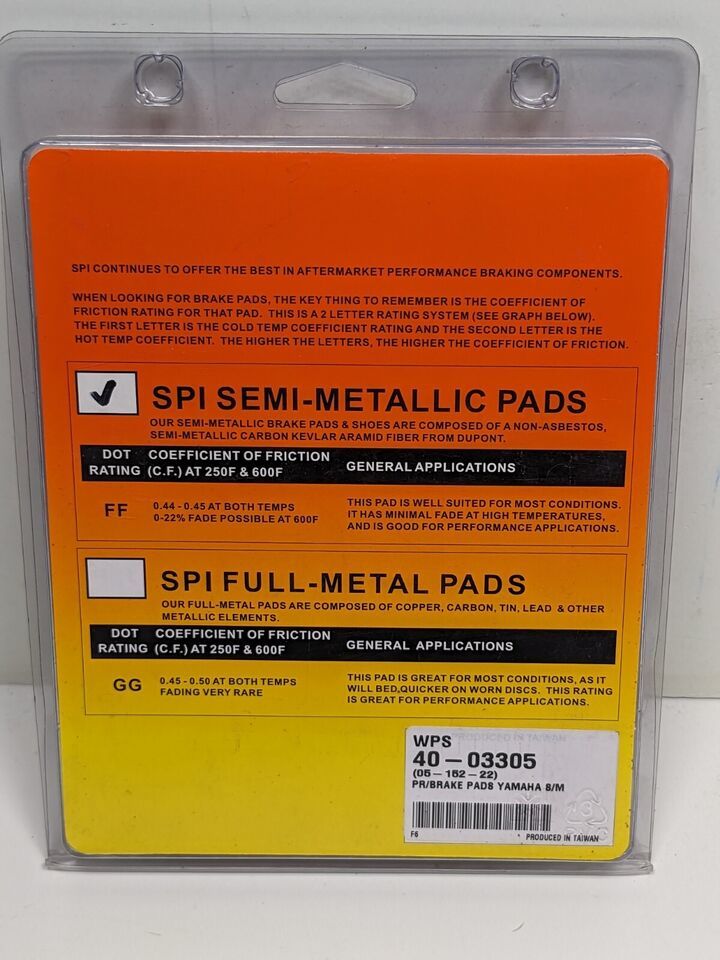 SPI CONTINUES TO OFFER THE BEST IN AFTERMARKET PERFORMANCE BRAKING COMPONENTS.
WHEN LOOKING FOR BRAKE PADS, THE KEY THING TO REMEMBER IS THE COEFFICIENT OF
FRICTION RATING FOR THAT PAD. THIS IS A 2 LETTER RATING SYSTEM (SEE GRAPH BELOW).
THE FIRST LETTER IS THE COLD TEMP COEFFICIENT RATING AND THE SECOND LETTER IS THE
HOT TEMP COEFFICIENT. THE HIGHER THE LETTERS, THE HIGHER THE COEFFICIENT OF FRICTION.
SPI SEMI-METALLIC PADS
OUR SEMI-METALLIC BRAKE PADS & SHOES ARE COMPOSED OF A NON-ASBESTOS,
SEMI-METALLIC CARBON KEVLAR ARAMID FIBER FROM DUPONT.
DOT RATING
COEFFICIENT OF FRICTION
(C.F.) AT 250F & 600F
GENERAL APPLICATIONS
FF
0.44 - 0.45 AT BOTH TEMPS
0-22% FADE POSSIBLE AT 600F
THIS PAD IS WELL SUITED FOR MOST CONDITIONS.
IT HAS MINIMAL FADE AT HIGH TEMPERATURES,
AND IS GOOD FOR PERFORMANCE APPLICATIONS.
SPI FULL-METAL PADS
OUR FULL-METAL PADS ARE COMPOSED OF COPPER, CARBON, TIN, LEAD & OTHER
METALLIC ELEMENTS.
DOT RATING
COEFFICIENT OF FRICTION
(C.F.) AT 250F & 600F
GENERAL APPLICATIONS
GG
0.45 - 0.50 AT BOTH TEMPS
FADING VERY RARE
THIS PAD IS GREAT FOR MOST CONDITIONS, AS IT
WILL BED,QUICKER ON WORN DISCS. THIS RATING
IS GREAT FOR PERFORMANCE APPLICATIONS.
PRODUCED IN TAIWAN
WPS
40-03305
(05-152-22)
PR/BRAKE PADS YAMAHA S/M
F6
PRODUCED IN TAIWAN